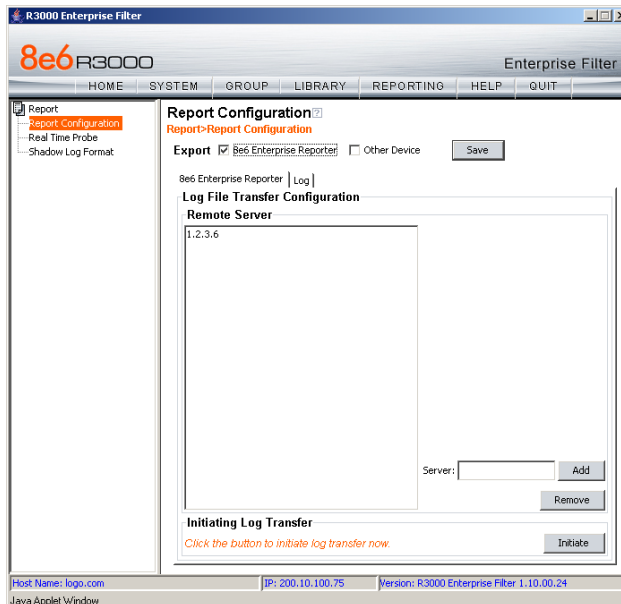 R3000 Enterprise Filter
8e6 R3000
Enterprise Filter
HOME SYSTEM GROUP LIBRARY REPORTING HELP QUIT
Report
Report Configuration
Real Time Probe
Shadow Log Format
Report Configuration
Report>Report Configuration
Export 8e6 Enterprise Reporter Other Device Save
8e6 Enterprise Reporter Log
Log File Transfer Configuration
Remote Server
1.2.3.6
Server: Add
Remove
Initiating Log Transfer
Click the button to initiate log transfer now. Initiate
Host Name: logo.com IP: 200.10.100.75 Version: R3000 Enterprise Filter 1.10.00.24
Java Applet Window